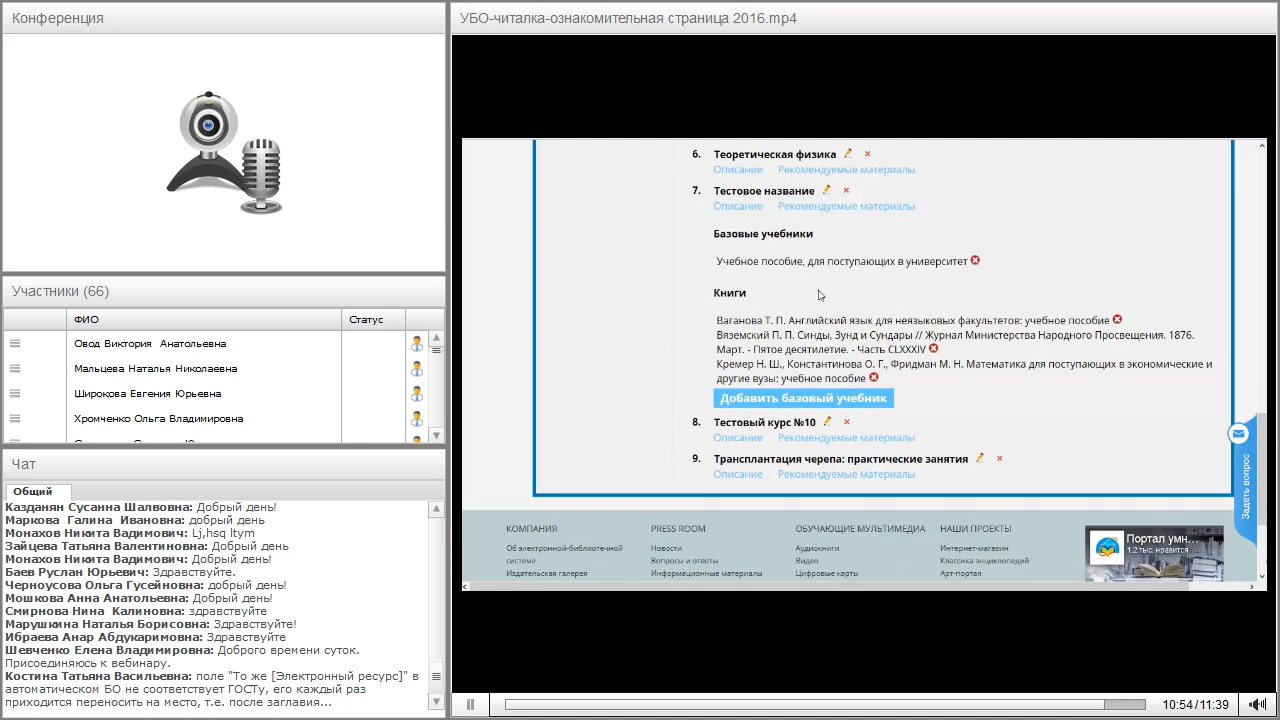 Конференция
Участники (66)
ФИО
Статус
Овод Виктория  Анатольевна
Мальцева Наталья Николаевна
Широкова Евгения Юрьевна
Хромченко Ольга Владимировна
Чат
Общий
Казданян Сусанна Шалвовна: Добрый день!
Маркова  Галина  Ивановна: добрый день
Монахов Никита Вадимович: Lj,hsq ltym
Зайцева Татьяна Валентиновна: Добрый день
Монахов Никита Вадимович: Добрый день!
Баев Руслан Юрьевич: Здравствуйте.
Черноусова Ольга Гусейновна: добрый день!
Мошкова Анна Анатольевна: Добрый день!
Смирнова Нина  Калиновна: здравствуйте
Марушкина Наталья Борисовна: Здравствуйте!
Ибраева Анар Абдукаримовна: Здравствуйте
Шевченко Елена Владимировна: Доброго времени суток.
Присоединяюсь к вебинару.
Костина Татьяна Васильевна: поле "То же [Электронный ресурс]" в
автоматическом БО не соответствует ГОСТу, его каждый раз
приходится переносить на место, т.е. после заглавия...
УБО-читалка-ознакомительная страница 2016.mp4
6. Теоретическая физика
Описание Рекомендуемые материалы
7. Тестовое название
Описание Рекомендуемые материалы
Базовые учебники
Учебное пособие, для поступающих в университет
Книги
Ваганова Т. П. Английский язык для неязыковых факультетов: учебное пособие
Вяземский П. П. Синды, Зунд и Сундары // Журнал Министерства Народного Просвещения. 1876.
Март. - Пятое десятилетие. - Часть CLXXXIV
Кремер Н. Ш., Константинова О. Г., Фридман М. Н. Математика для поступающих в экономические и
другие вузы: учебное пособие
Добавить базовый учебник
8. Тестовый курс №10
Описание Рекомендуемые материалы
9. Трансплантация черепа: практические занятия
Описание Рекомендуемые материалы
Задать вопрос
КОМПАНИЯ
Об электронной-библиотечной
системе
Издательская галерея
PRESS ROOM
Новости
Вопросы и ответы
Информационные материалы
ОБУЧАЮЩИЕ МУЛЬТИМЕДИА
Аудиокниги
Видео
Цифровые карты
НАШИ ПРОЕКТЫ
Интернет-магазин
Классика энциклопедий
Арт-портал
Портал умн...
1,2 тыс. нравится
10:54/11:39